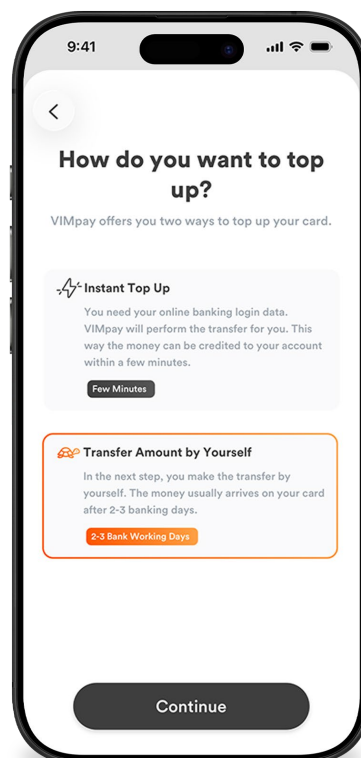 9:41
How do you want to top
up?
VIMpay offers you two ways to top up your card.
Instant Top Up
You need your online banking login data.
VIMpay will perform the transfer for you. This
way the money can be credited to your account
within a few minutes.
Few Minutes
Transfer Amount by Yourself
In the next step, you make the transfer by
yourself. The money usually arrives on your card
after 2-3 banking days.
2-3 Bank Working Days
Continue